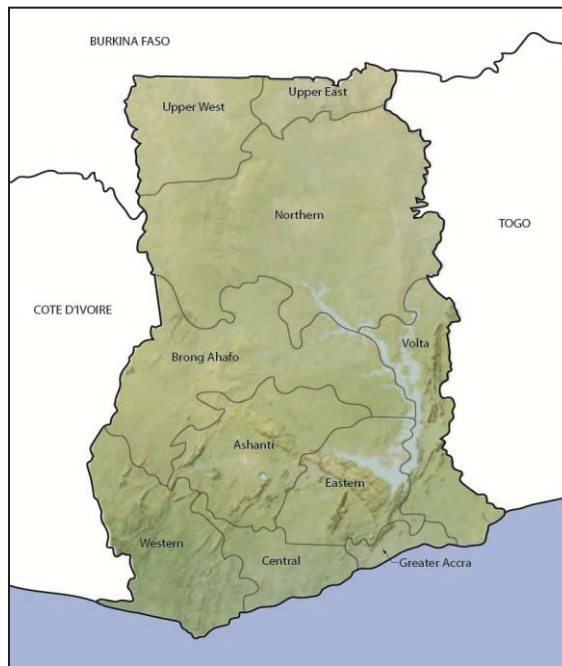 BURKINA FASO
Upper West
Upper East
Northern
TOGO
COTE D'IVOIRE
Brong Ahafo
Volta
Ashanti
Eastern
Western
Central
Greater Accra